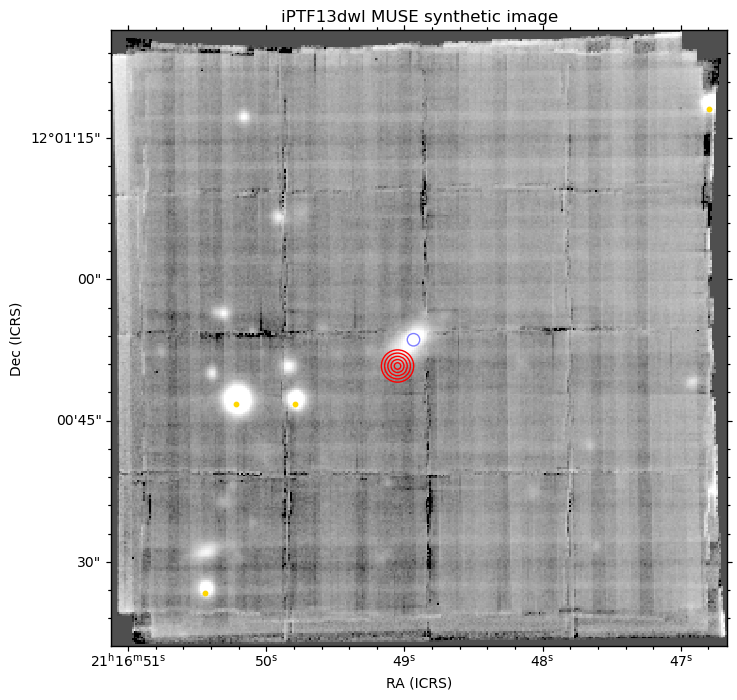 iPTF13dwl MUSE synthetic image
12°01'15"
00"
00'45"
30"
Dec (ICRS)
21ʰ16ᵐ51ˢ 50ˢ 49ˢ 48ˢ 47ˢ
RA (ICRS)